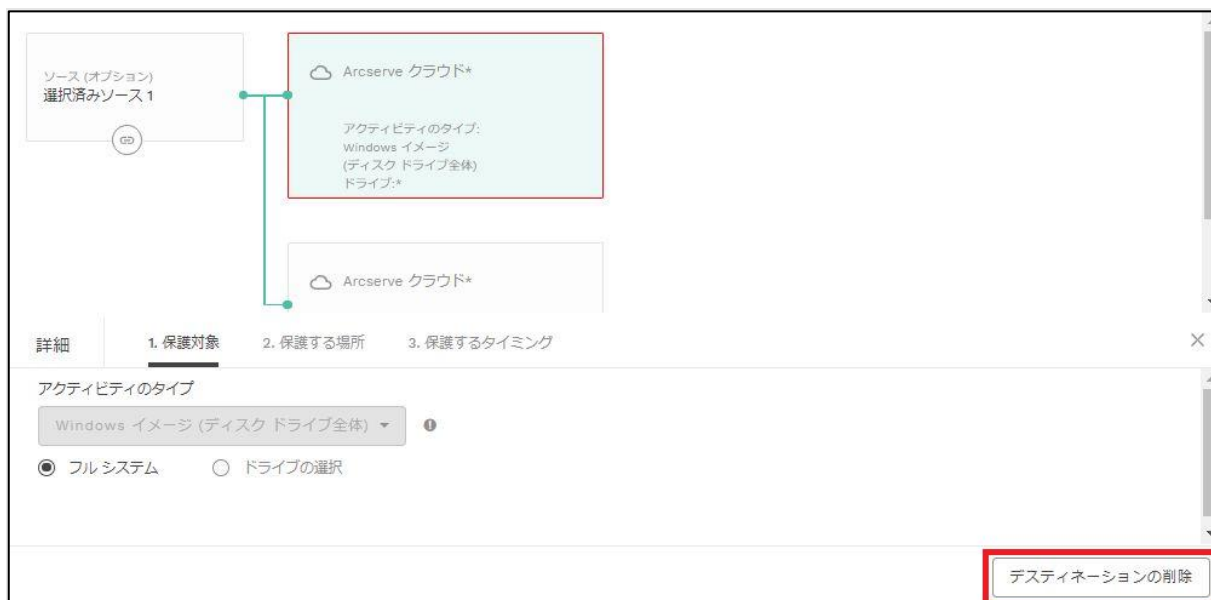 ソース (オプション)
選択済みソース 1
Arcserve クラウド*
アクティビティのタイプ:
Windows イメージ
(ディスク ドライブ全体)
ドライブ:*
Arcserve クラウド*
詳細
1. 保護対象
2. 保護する場所
3. 保護するタイミング
アクティビティのタイプ
Windows イメージ (ディスク ドライブ全体)
フル システム
ドライブの選択
デスティネーションの削除